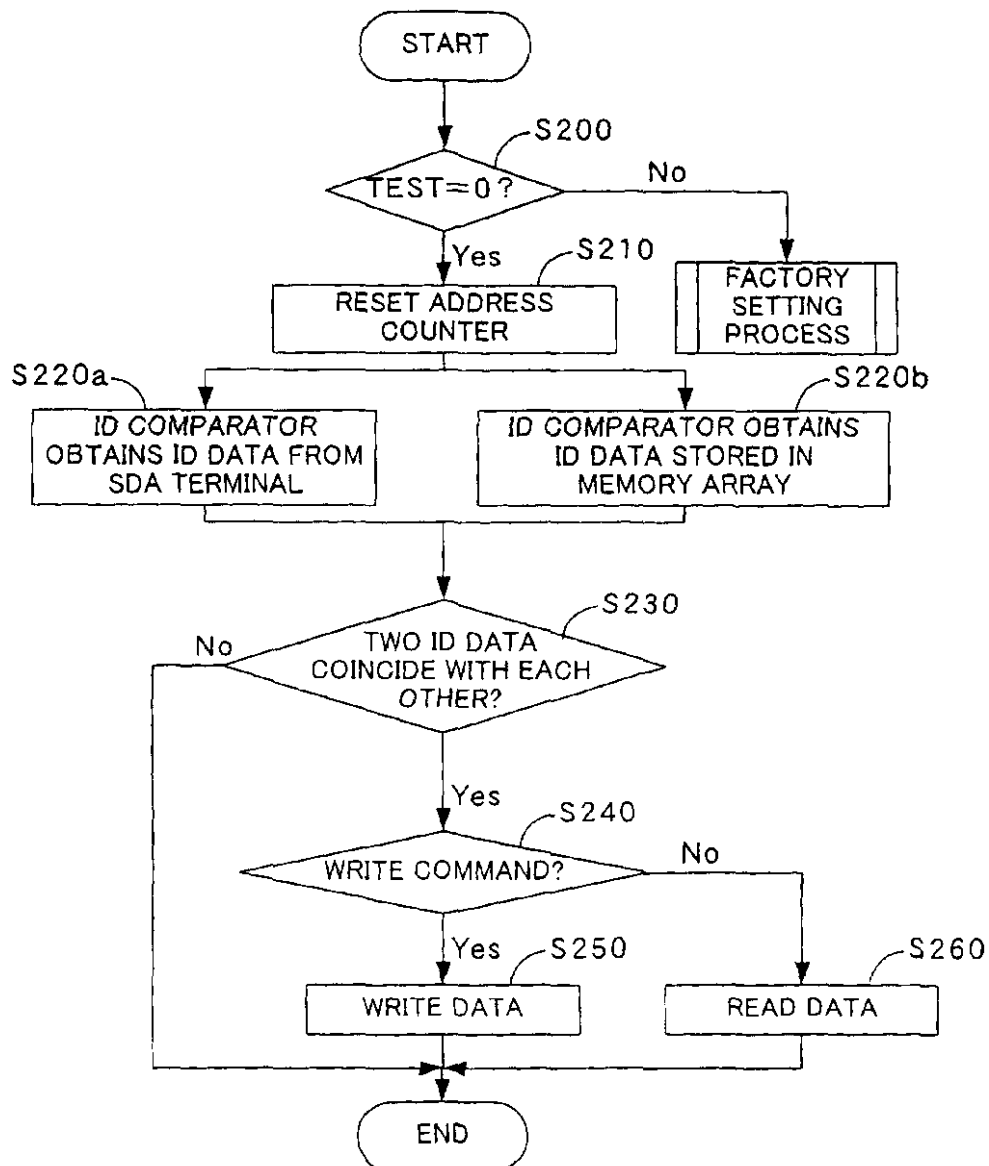 START
S200
TEST=0?
No
Yes
S210
RESET ADDRESS
COUNTER
FACTORY
SETTING
PROCESS
S220a
S220b
ID COMPARATOR
OBTAINS ID DATA FROM
SDA TERMINAL
ID COMPARATOR OBTAINS
ID DATA STORED IN
MEMORY ARRAY
S230
No
TWO ID DATA
COINCIDE WITH EACH
OTHER?
Yes
S240
WRITE COMMAND?
No
Yes
S250
S260
WRITE DATA
READ DATA
END